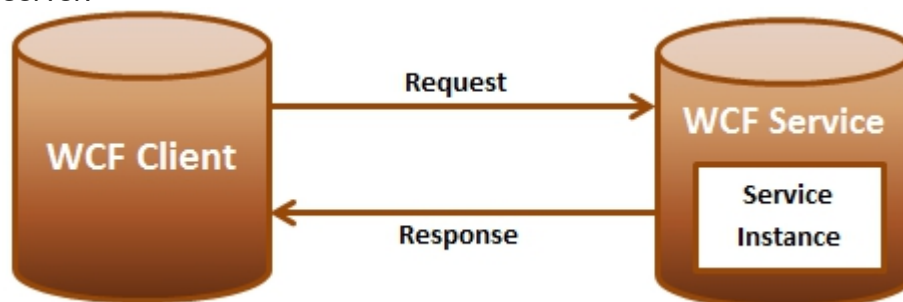 Request
WCF Client
WCF Service
Service
Instance
Response